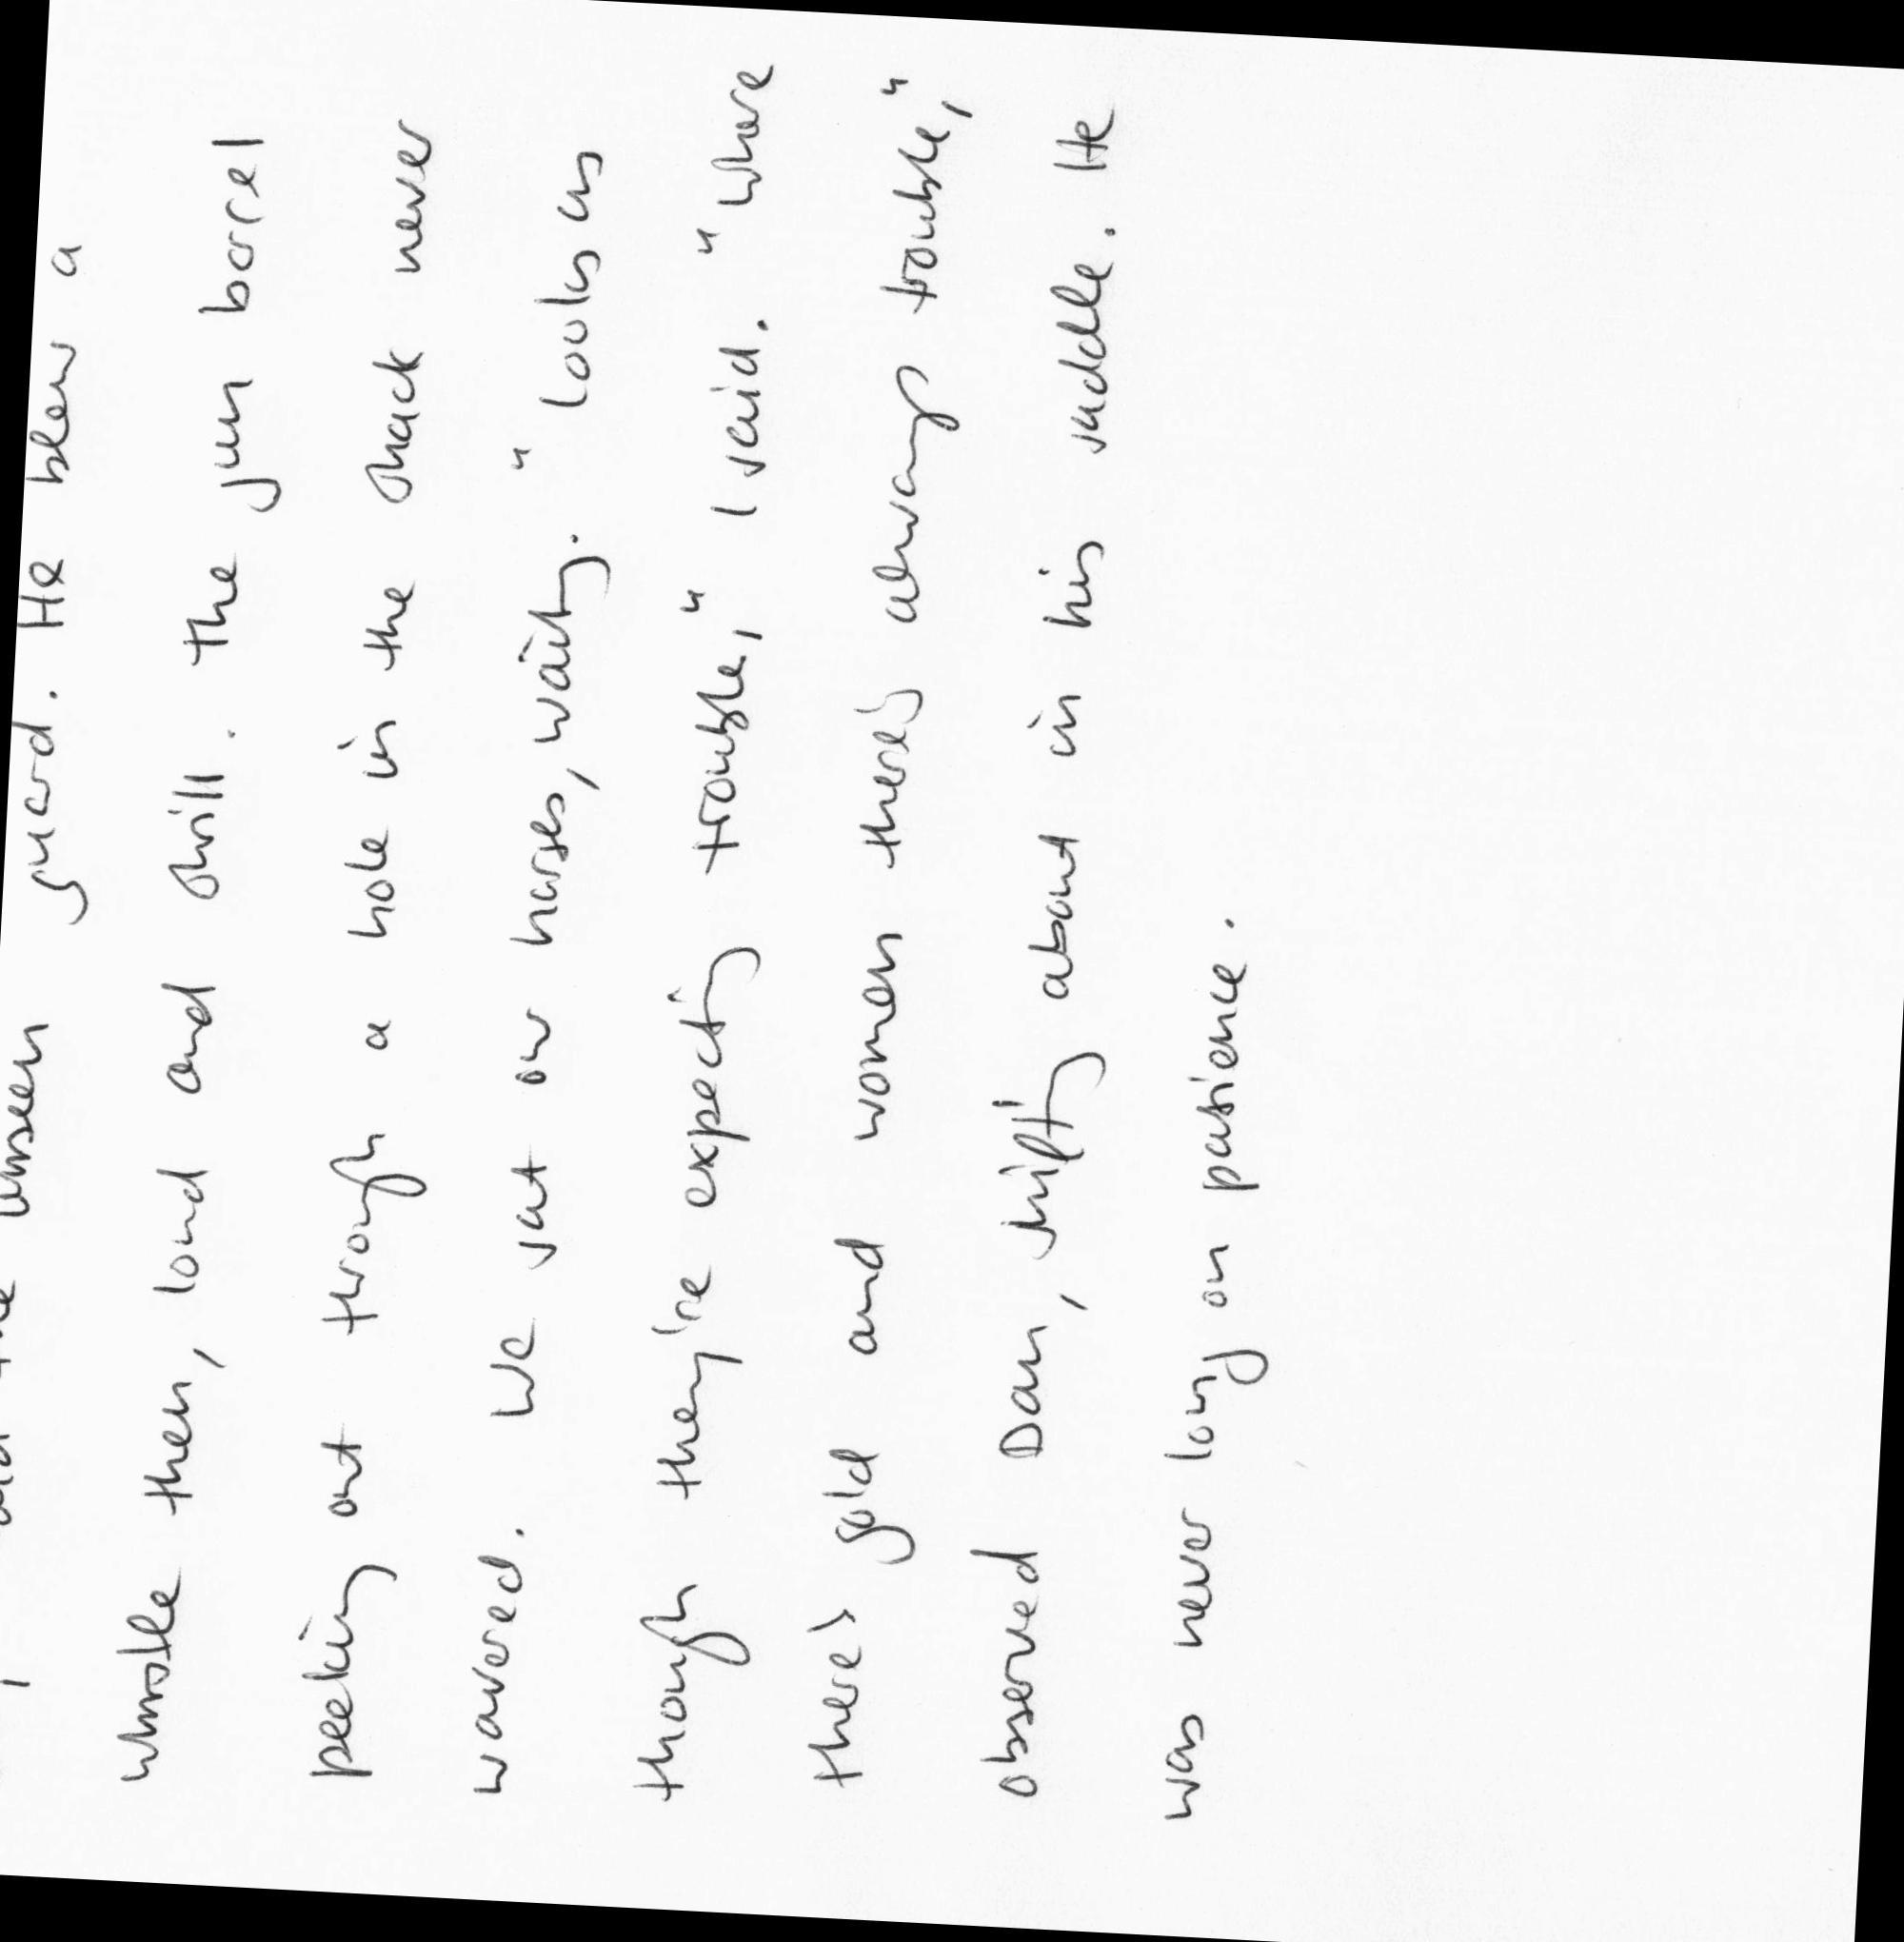 said the unseen guard. He blew a
whistle then, loud and shrill. The gun barrel
peeking out through a hole in the shack never
wavered. We sat our horses, waiting. "Looks as
though they're expecting trouble," I said. "Where
there's gold and women there's always trouble,"
observed Dan, shifting about in his saddle. He
was never long on patience.